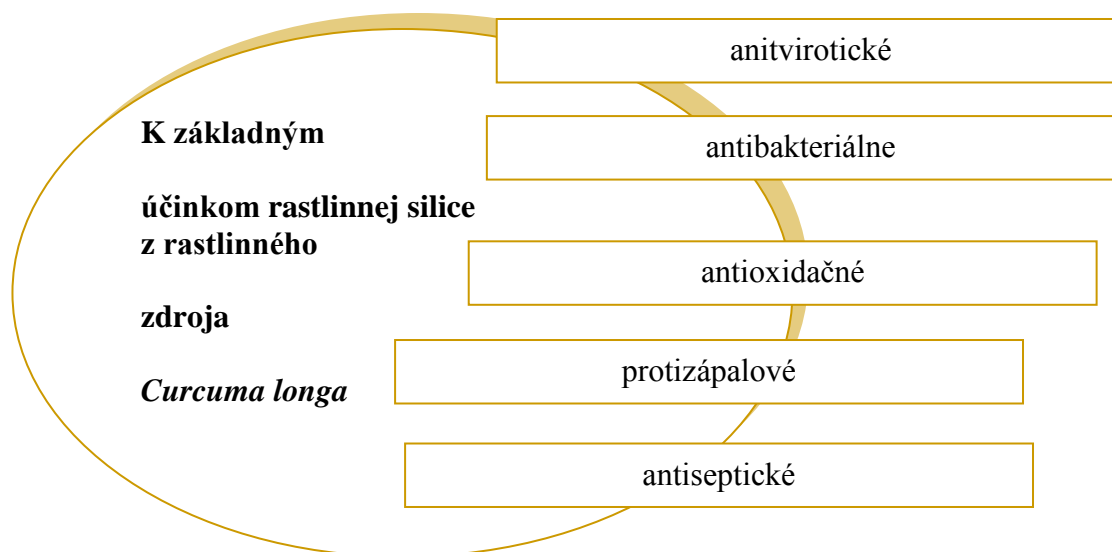 K základným
účinkom rastlinnej silice
z rastlinného
zdroja
Curcuma longa
anitvirotické
antibakteriálne
antioxidačné
protizápalové
antiseptické